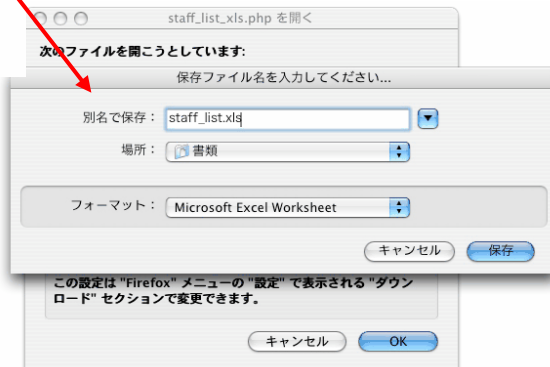 staff_list_xls.php を開く
次のファイルを開こうとしています:
保存ファイル名を入力してください...
別名で保存： staff_list.xls
場所： 書類
フォーマット： Microsoft Excel Worksheet
キャンセル 保存
この設定は "Firefox" メニューの "設定" で表示される "ダウン
ロード" セクションで変更できます。
キャンセル OK